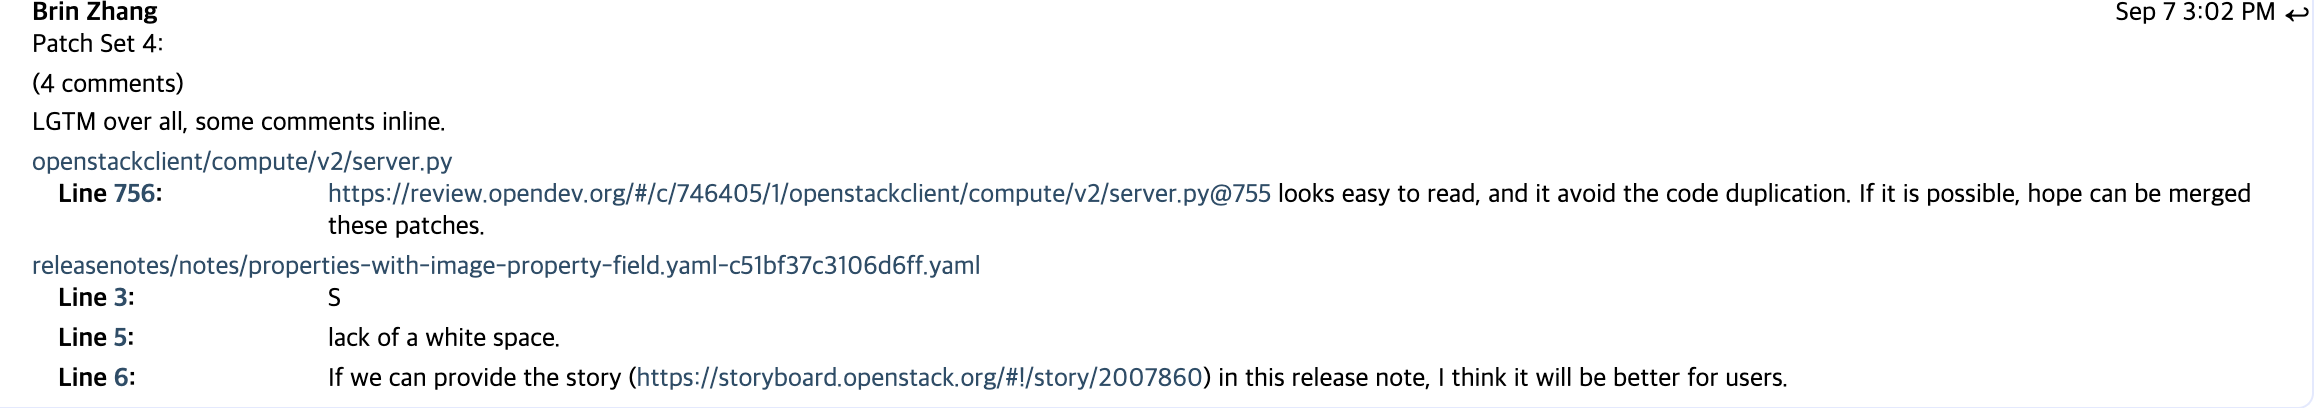 Brin Zhang Sep 7 3:02 PM ↩
Patch Set 4:
(4 comments)
LGTM over all, some comments inline.
openstackclient/compute/v2/server.py
Line 756: https://review.opendev.org/#/c/746405/1/openstackclient/compute/v2/server.py@755 looks easy to read, and it avoid the code duplication. If it is possible, hope can be merged
these patches.
releasenotes/notes/properties-with-image-property-field.yaml-c51bf37c3106d6ff.yaml
Line 3: S
Line 5: lack of a white space.
Line 6: If we can provide the story (https://storyboard.openstack.org/#!/story/2007860) in this release note, I think it will be better for users.